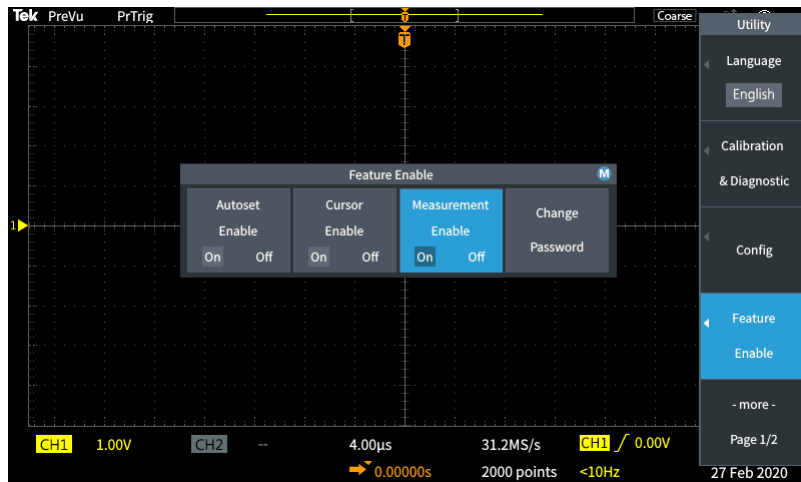 Tek PreVu PrTrig Coarse
T
T
Utility
Language
English
Calibration
& Diagnostic
Config
Feature
Enable
- more -
Page 1/2
Feature Enable M
Autoset
Enable
On Off
Cursor
Enable
On Off
Measurement
Enable
On Off
Change
Password
1
CH1 1.00V CH2 -- 4.00µs 31.2MS/s CH1 0.00V
0.00000s 2000 points <10Hz 27 Feb 2020